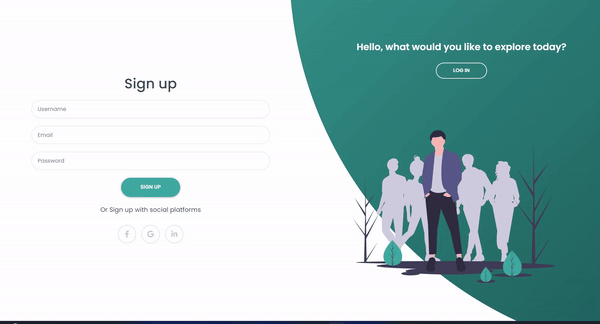 Sign up
Username
Email
Password
SIGN UP
Or Sign up with social platforms
Hello, what would you like to explore today?
LOG IN